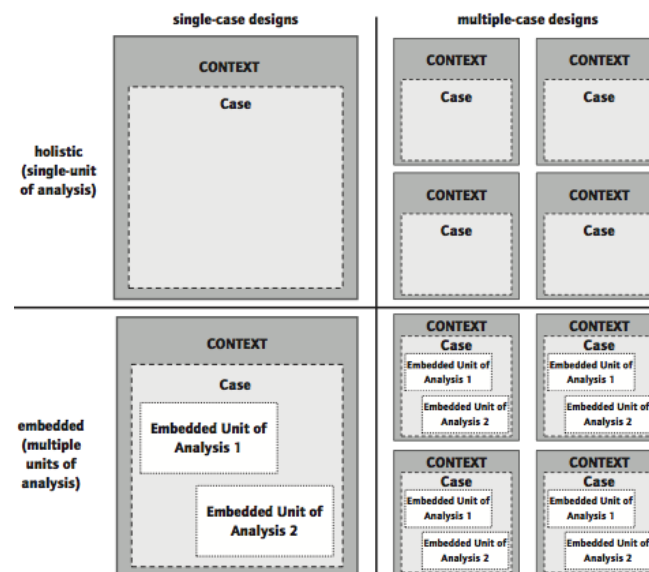 single-case designs
multiple-case designs
holistic
(single-unit
of analysis)
CONTEXT
Case
CONTEXT
Case
CONTEXT
Case
CONTEXT
Case
CONTEXT
Case
embedded
(multiple
units of
analysis)
CONTEXT
Case
Embedded Unit of
Analysis 1
Embedded Unit of
Analysis 2
CONTEXT
Case
Embedded Unit of
Analysis 1
Embedded Unit of
Analysis 2
CONTEXT
Case
Embedded Unit of
Analysis 1
Embedded Unit of
Analysis 2
CONTEXT
Case
Embedded Unit of
Analysis 1
Embedded Unit of
Analysis 2
CONTEXT
Case
Embedded Unit of
Analysis 1
Embedded Unit of
Analysis 2